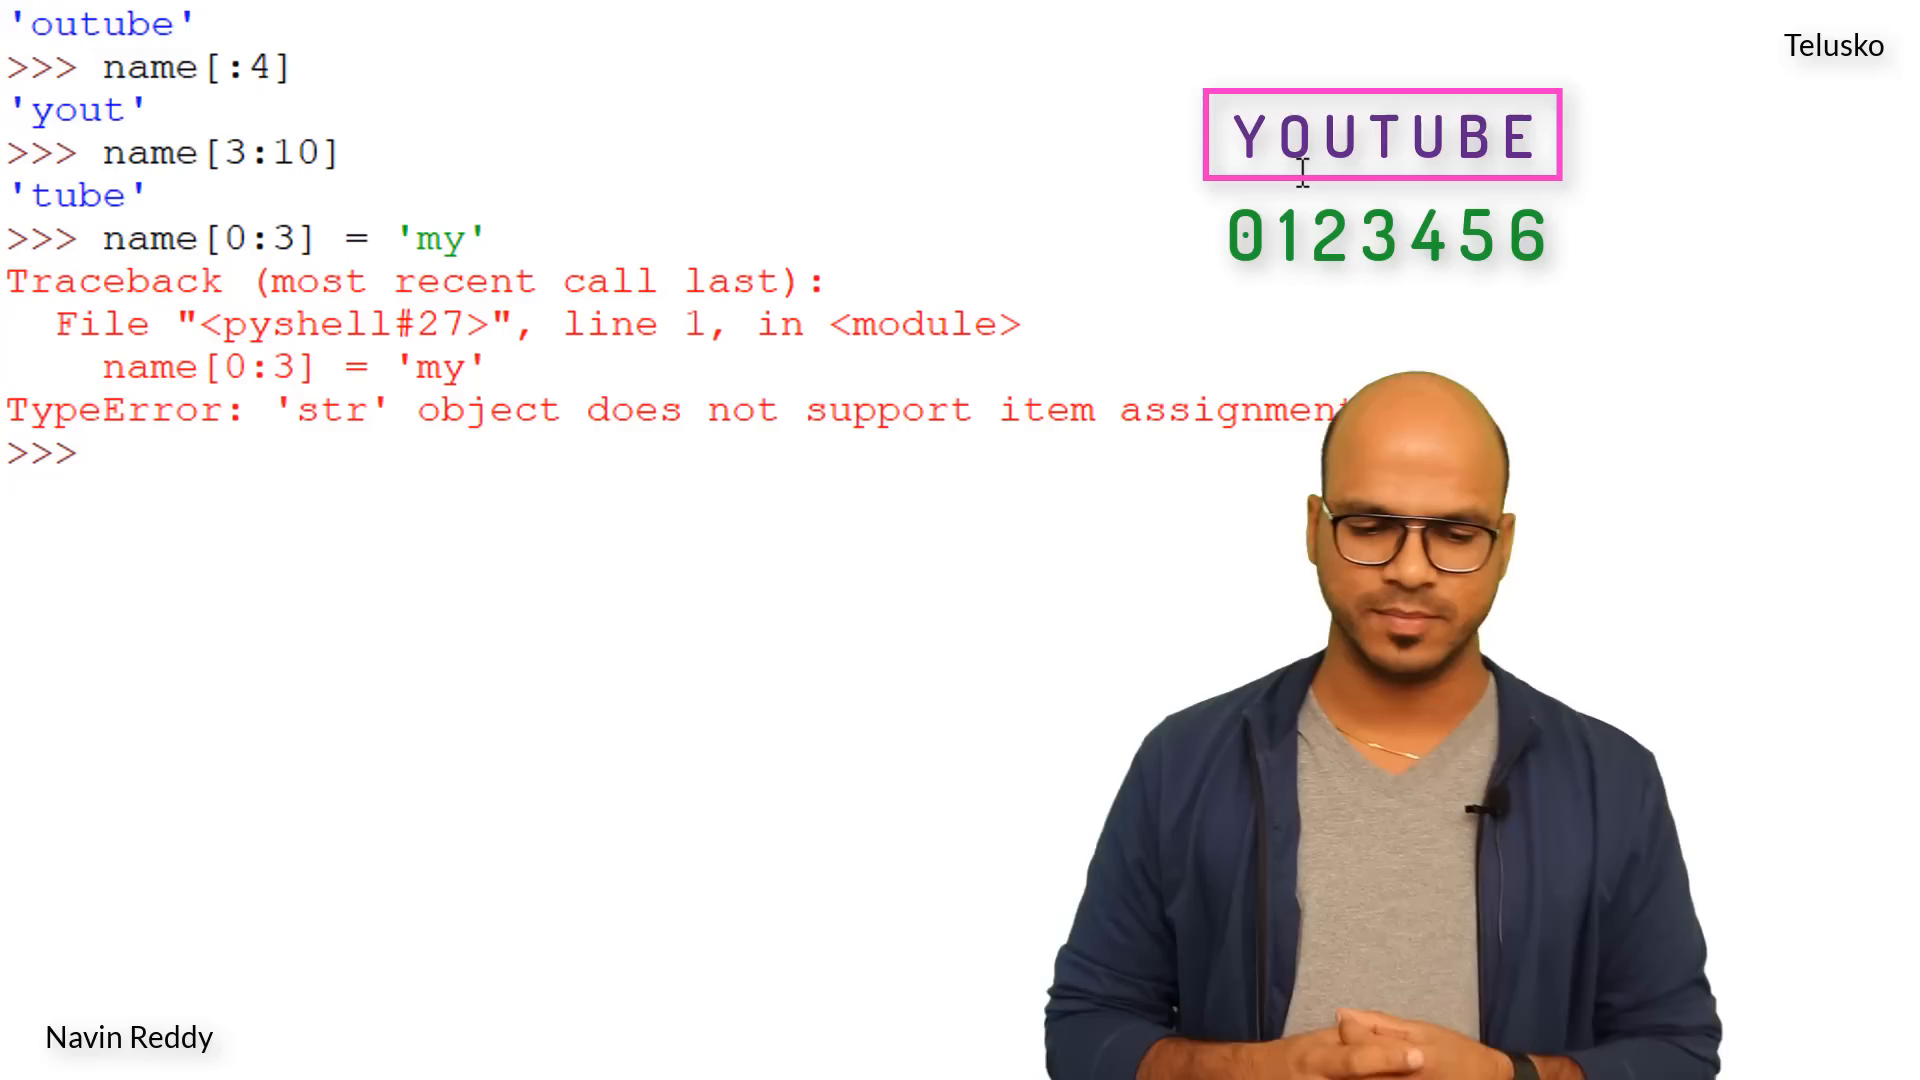 'outube'
>>> name[:4]
'yout'
>>> name[3:10]
'tube'
>>> name[0:3] = 'my'
Traceback (most recent call last):
  File "<pyshell#27>", line 1, in <module>
    name[0:3] = 'my'
TypeError: 'str' object does not support item assignment
>>>
Telusko
YOUTUBE
0123456
Navin Reddy